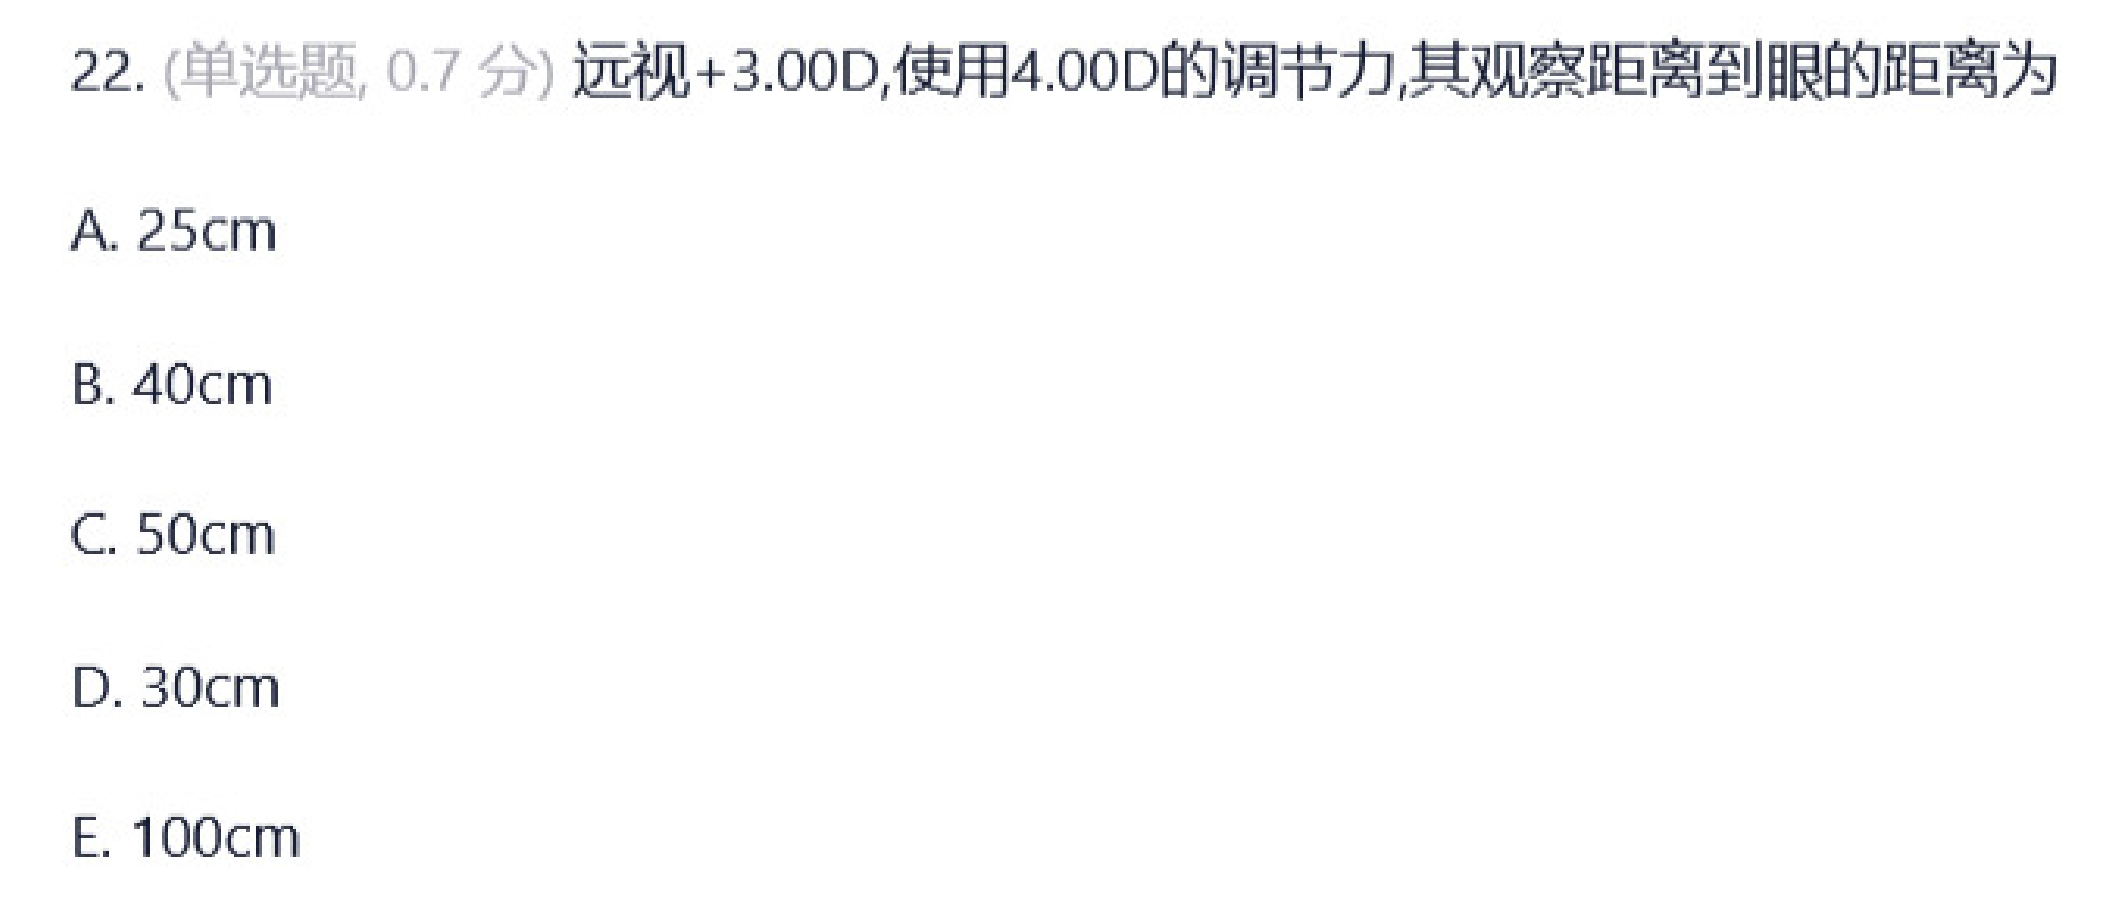 22. (单选题, 0.7 分) 远视+3.00D,使用4.00D的调节力,其观察距离到眼的距离为
A. 25cm
B. 40cm
C. 50cm
D. 30cm
E. 100cm